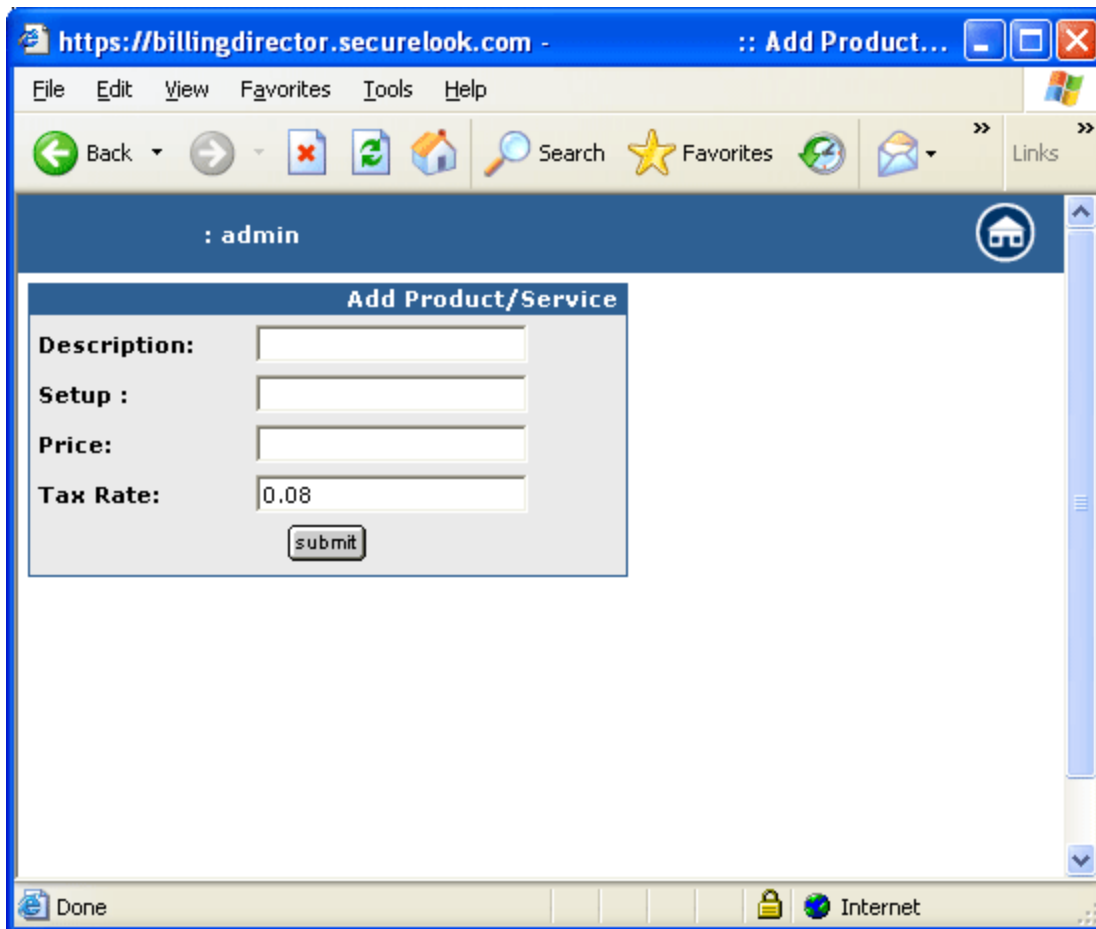 https://billingdirector.securelook.com - :: Add Product...
File Edit View Favorites Tools Help
Back Search Favorites » Links »
: admin
Add Product/Service
Description:
Setup :
Price:
Tax Rate: 0.08
submit
Done Internet